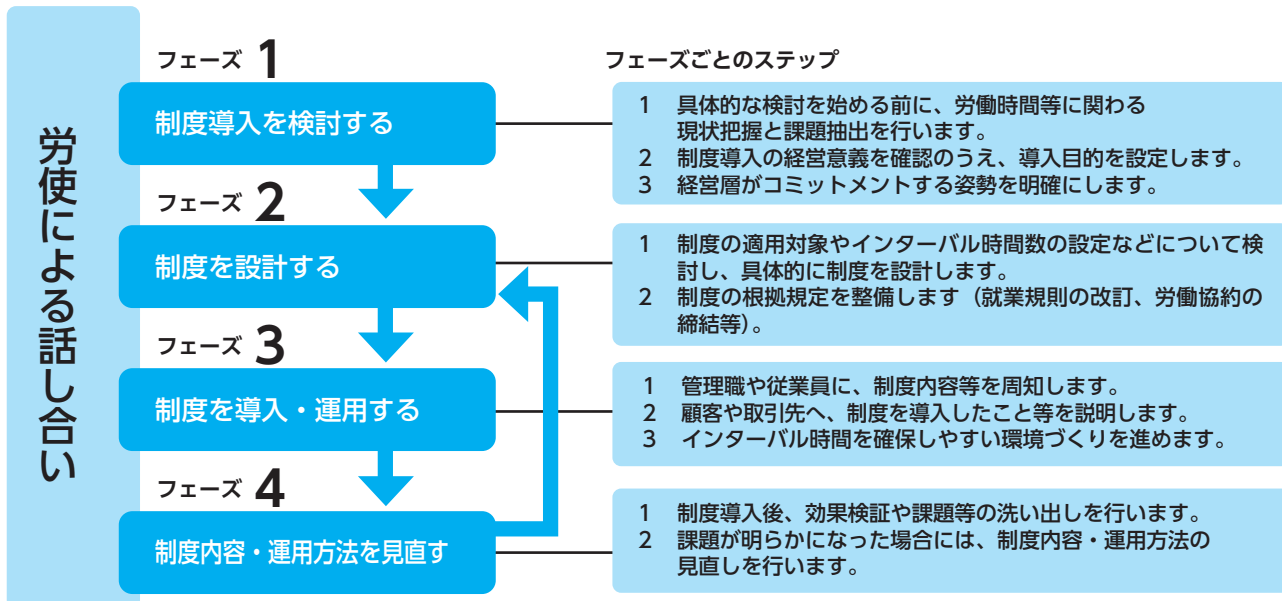 労使による話し合い
フェーズ 1
制度導入を検討する
フェーズ 2
制度を設計する
フェーズ 3
制度を導入・運用する
フェーズ 4
制度内容・運用方法を見直す
フェーズごとのステップ
1 具体的な検討を始める前に、労働時間等に関わる
現状把握と課題抽出を行います。
2 制度導入の経営意義を確認のうえ、導入目的を設定します。
3 経営層がコミットメントする姿勢を明確にします。
1 制度の適用対象やインターバル時間数の設定などについて検
討し、具体的に制度を設計します。
2 制度の根拠規定を整備します（就業規則の改訂、労働協約の
締結等）。
1 管理職や従業員に、制度内容等を周知します。
2 顧客や取引先へ、制度を導入したこと等を説明します。
3 インターバル時間を確保しやすい環境づくりを進めます。
1 制度導入後、効果検証や課題等の洗い出しを行います。
2 課題が明らかになった場合には、制度内容・運用方法の
見直しを行います。